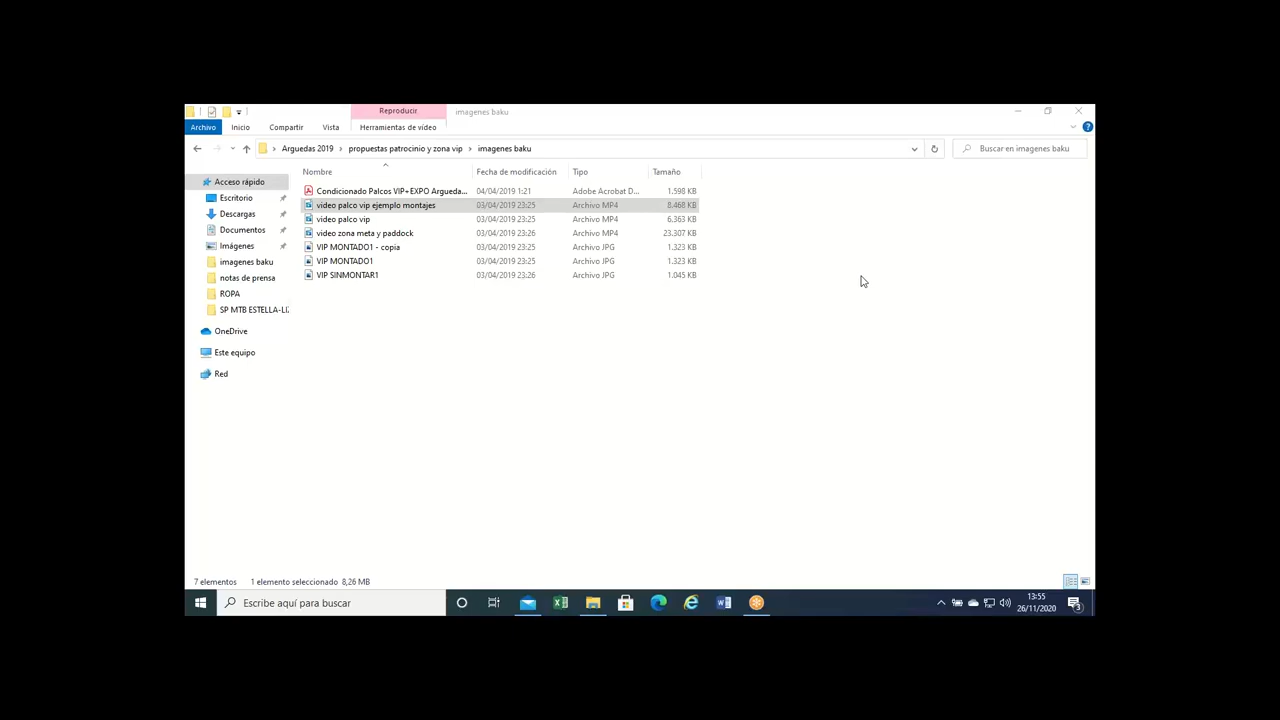 Reproducir
imagenes baku
Archivo
Inicio
Compartir
Vista
Herramientas de vídeo
Arguedas 2019 > propuestas patrocinio y zona vip > imagenes baku
Buscar en imagenes baku
Nombre
Fecha de modificación
Tipo
Tamaño
Acceso rápido
Escritorio
Descargas
Documentos
Imágenes
imagenes baku
notas de prensa
ROPA
SP MTB ESTELLA-LIZ
OneDrive
Este equipo
Red
Condicionado Palcos VIP+EXPO Argueda... 04/04/2019 1:21 Adobe Acrobat D... 1.598 KB
video palco vip ejemplo montajes 03/04/2019 23:25 Archivo MP4 8.468 KB
video palco vip 03/04/2019 23:25 Archivo MP4 6.363 KB
video zona meta y paddock 03/04/2019 23:26 Archivo MP4 23.307 KB
VIP MONTADO1 - copia 03/04/2019 23:25 Archivo JPG 1.323 KB
VIP MONTADO1 03/04/2019 23:25 Archivo JPG 1.323 KB
VIP SINMONTAR1 03/04/2019 23:26 Archivo JPG 1.045 KB
7 elementos
1 elemento seleccionado 8,26 MB
Escribe aquí para buscar
13:55
26/11/2020
3